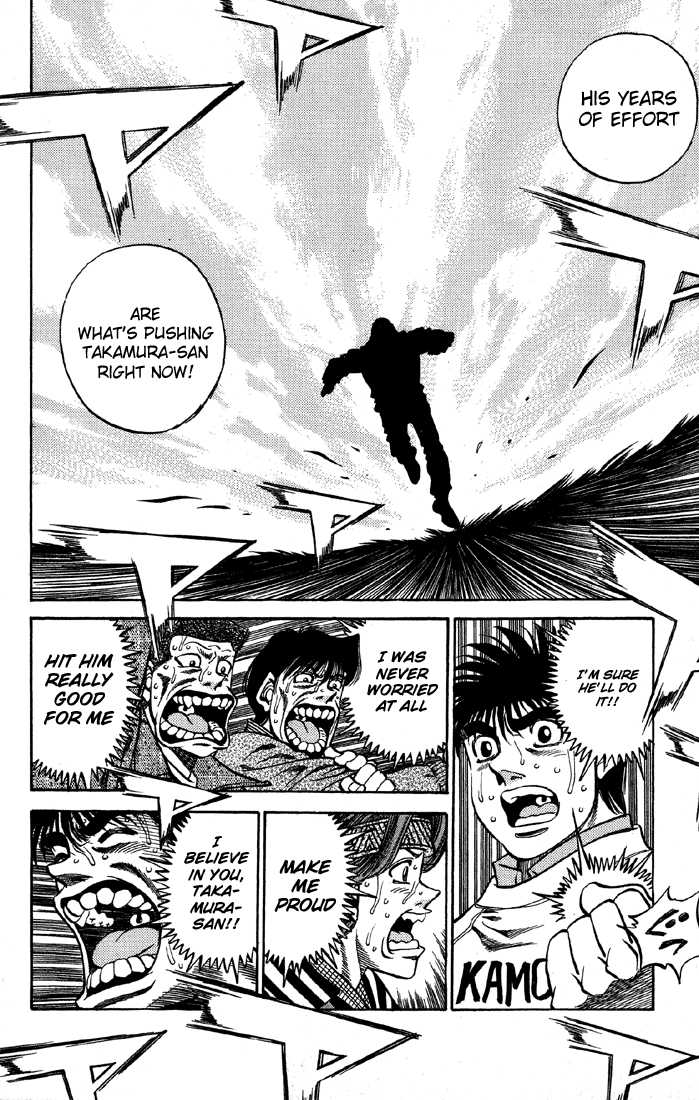 HIS YEARS
OF EFFORT
ARE
WHAT'S PUSHING
TAKAMURA-SAN
RIGHT NOW!
I'M SURE
HE'LL DO
IT!!
I WAS
NEVER
WORRIED
AT ALL
HIT HIM
REALLY
GOOD
FOR ME
MAKE
ME
PROUD
I
BELIEVE
IN YOU,
TAKA-
MURA-
SAN!!
KAMO